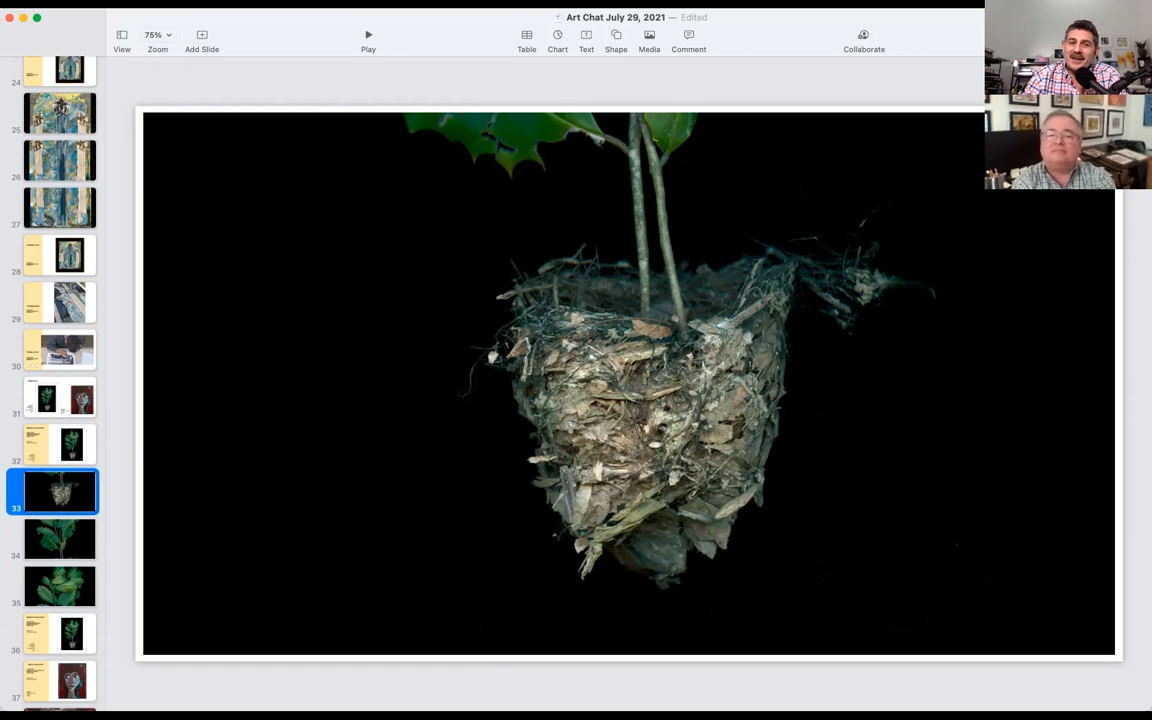 Art Chat July 29, 2021 — Edited
75%
View
Zoom
Add Slide
Play
Table
Chart
Text
Shape
Media
Comment
Collaborate
24
25
26
27
28
29
30
31
32
33
34
35
36
37